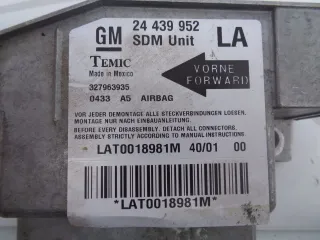 GM 24 439 952 LA
SDM Unit
TEMIC
Made in Mexico
VORNE
FORWARD
327963935
0433 A5 AIRBAG
VOR JEDER DEMONTAGE ALLE STECKVERBINDUNGEN LOESEN.
MONTAGE NUR NACH EINBAUANLEITUNG.
BEFORE EVERY DISASSEMBLY, DETACH ALL CONNECTORS.
ASSEMBLY STRICTLY ACCORDING TO MANUAL INSTRUCTIONS
LAT0018981M 40/01 00
*LAT0018981M*